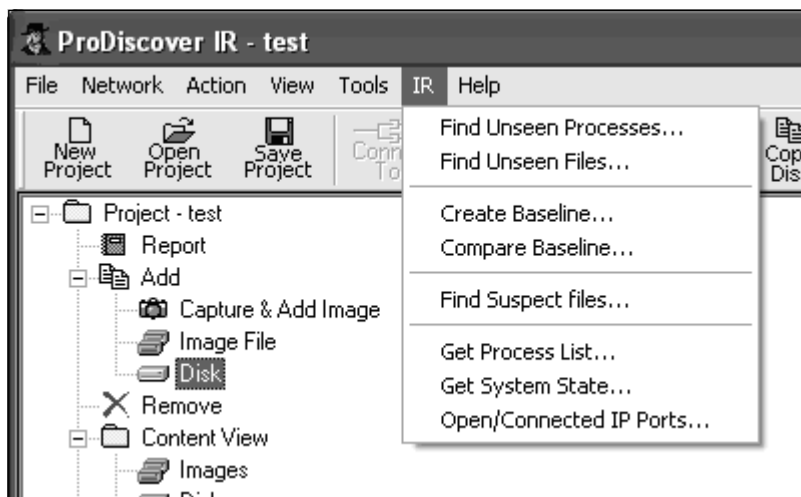 ProDiscover IR - test
File Network Action View Tools IR Help
New Project
Open Project
Save Project
Find Unseen Processes...
Find Unseen Files...
Create Baseline...
Compare Baseline...
Find Suspect files...
Get Process List...
Get System State...
Open/Connected IP Ports...
Project - test
Report
Add
Capture & Add Image
Image File
Disk
Remove
Content View
Images